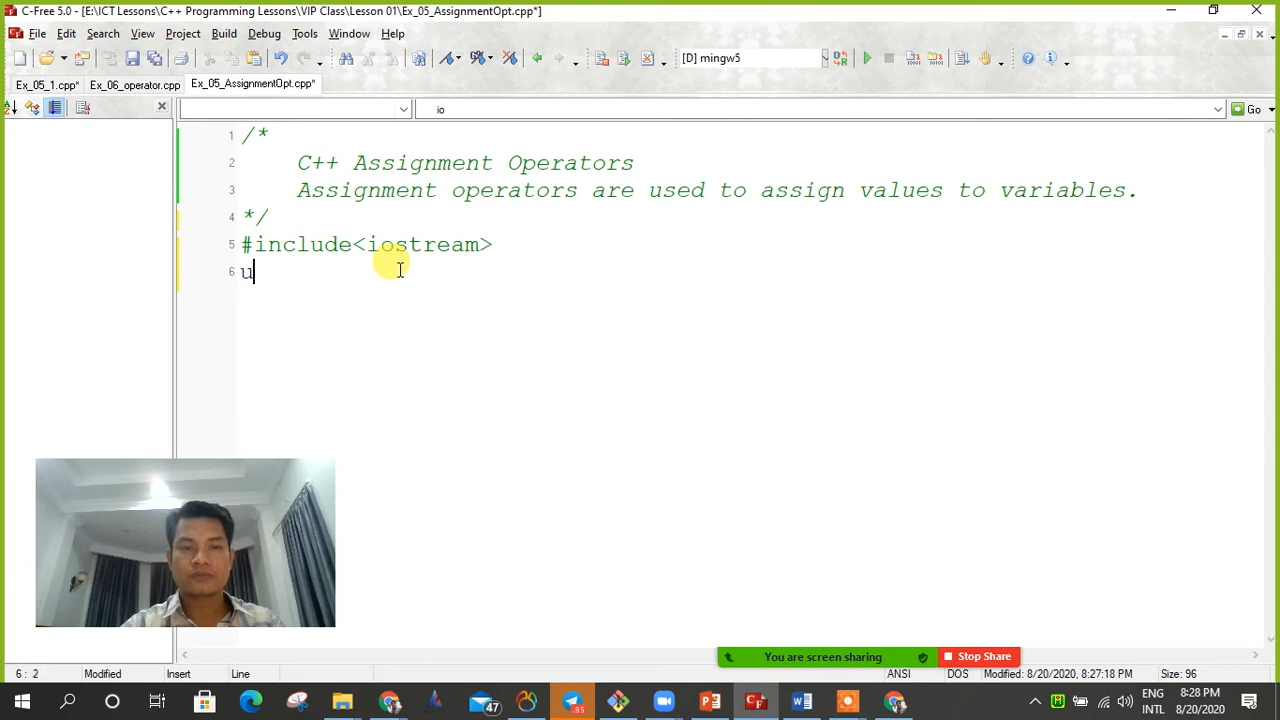 C-Free 5.0 - [E:\ICT Lessons\C++ Programming Lessons\VIP Class\Lesson 01\Ex_05_AssignmentOpt.cpp*]
File Edit Search View Project Build Debug Tools Window Help
[D] mingw5
Ex_05_1.cpp* Ex_06_operator.cpp Ex_05_AssignmentOpt.cpp*
io Go
1 /*
2 C++ Assignment Operators
3 Assignment operators are used to assign values to variables.
4 */
5 #include<iostream>
6 u
You are screen sharing Stop Share
6 : 2 Modified Insert Line ANSI DOS Modified: 8/20/2020, 8:27:18 PM Size: 96
47 95 ENG 8:28 PM
INTL 8/20/2020